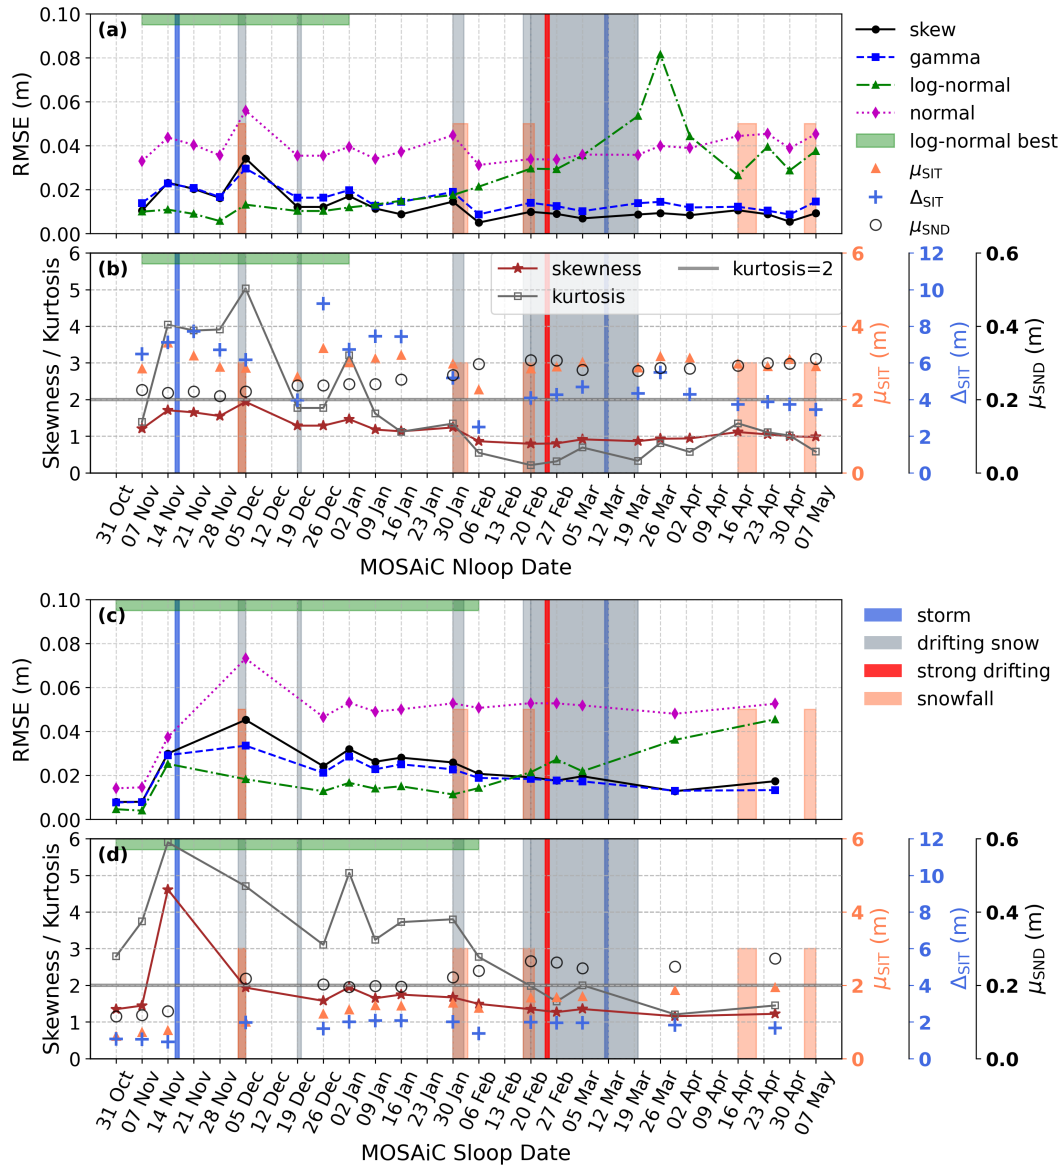 (a)
RMSE (m)
0.10
0.08
0.06
0.04
0.02
0.00
skew
gamma
log-normal
normal
log-normal best
μSIT
ΔSIT
μSND
(b)
Skewness / Kurtosis
6
5
4
3
2
1
0
skewness
kurtosis
kurtosis=2
6
4
2
0
μSIT (m)
12
10
8
6
4
2
0
ΔSIT (m)
0.6
0.4
0.2
0.0
μSND (m)
31 Oct
07 Nov
14 Nov
21 Nov
28 Nov
05 Dec
12 Dec
19 Dec
26 Dec
02 Jan
09 Jan
16 Jan
23 Jan
30 Jan
06 Feb
13 Feb
20 Feb
27 Feb
05 Mar
12 Mar
19 Mar
26 Mar
02 Apr
09 Apr
16 Apr
23 Apr
30 Apr
07 May
MOSAiC Nloop Date
(c)
RMSE (m)
0.10
0.08
0.06
0.04
0.02
0.00
storm
drifting snow
strong drifting
snowfall
(d)
Skewness / Kurtosis
6
5
4
3
2
1
0
6
4
2
0
μSIT (m)
12
10
8
6
4
2
0
ΔSIT (m)
0.6
0.4
0.2
0.0
μSND (m)
31 Oct
07 Nov
14 Nov
21 Nov
28 Nov
05 Dec
12 Dec
19 Dec
26 Dec
02 Jan
09 Jan
16 Jan
23 Jan
30 Jan
06 Feb
13 Feb
20 Feb
27 Feb
05 Mar
12 Mar
19 Mar
26 Mar
02 Apr
09 Apr
16 Apr
23 Apr
30 Apr
07 May
MOSAiC Sloop Date